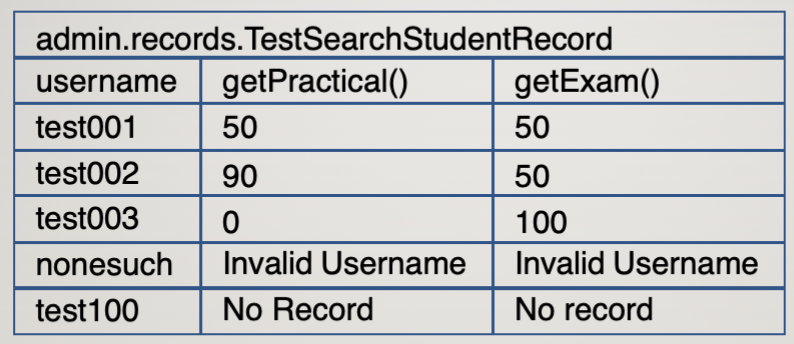 admin.records.TestSearchStudentRecord
username getPractical() getExam()
test001 50 50
test002 90 50
test003 0 100
nonesuch Invalid Username Invalid Username
test100 No Record No record